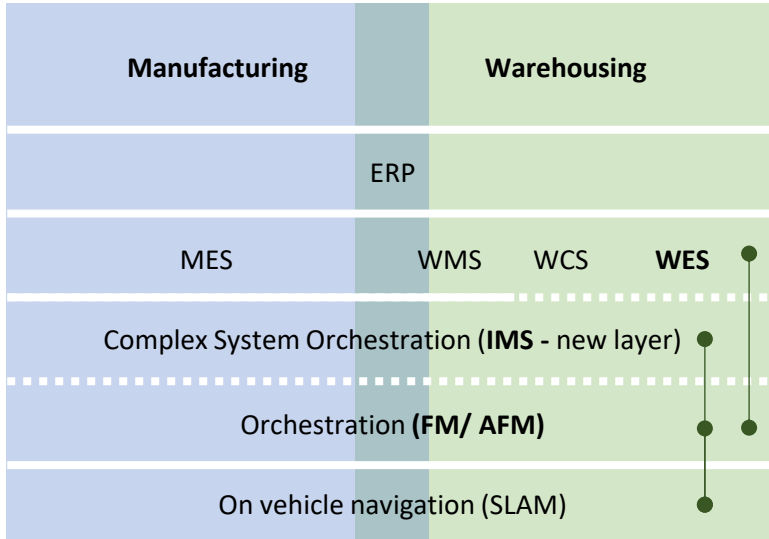 Manufacturing Warehousing
ERP
MES WMS WCS WES
Complex System Orchestration (IMS - new layer)
Orchestration (FM/ AFM)
On vehicle navigation (SLAM)